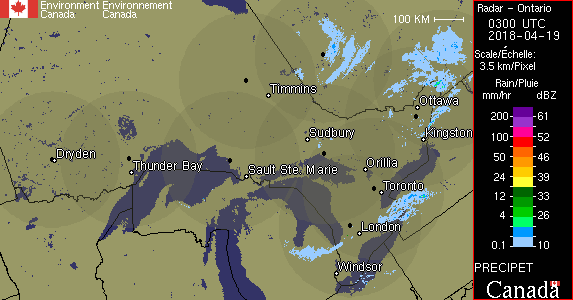 Environment Environnement
Canada Canada
100 KM
Timmins
Ottawa
Sudbury
Kingston
Dryden
Thunder Bay
Sault Ste. Marie
Orillia
Toronto
London
Windsor
Radar - Ontario
0300 UTC
2018-04-19
Scale/Échelle:
3.5 km/Pixel
Rain/Pluie
mm/hr dBZ
200 61
100 52
50 46
24 39
12 33
4 26
0.1 10
PRECIPET
Canada